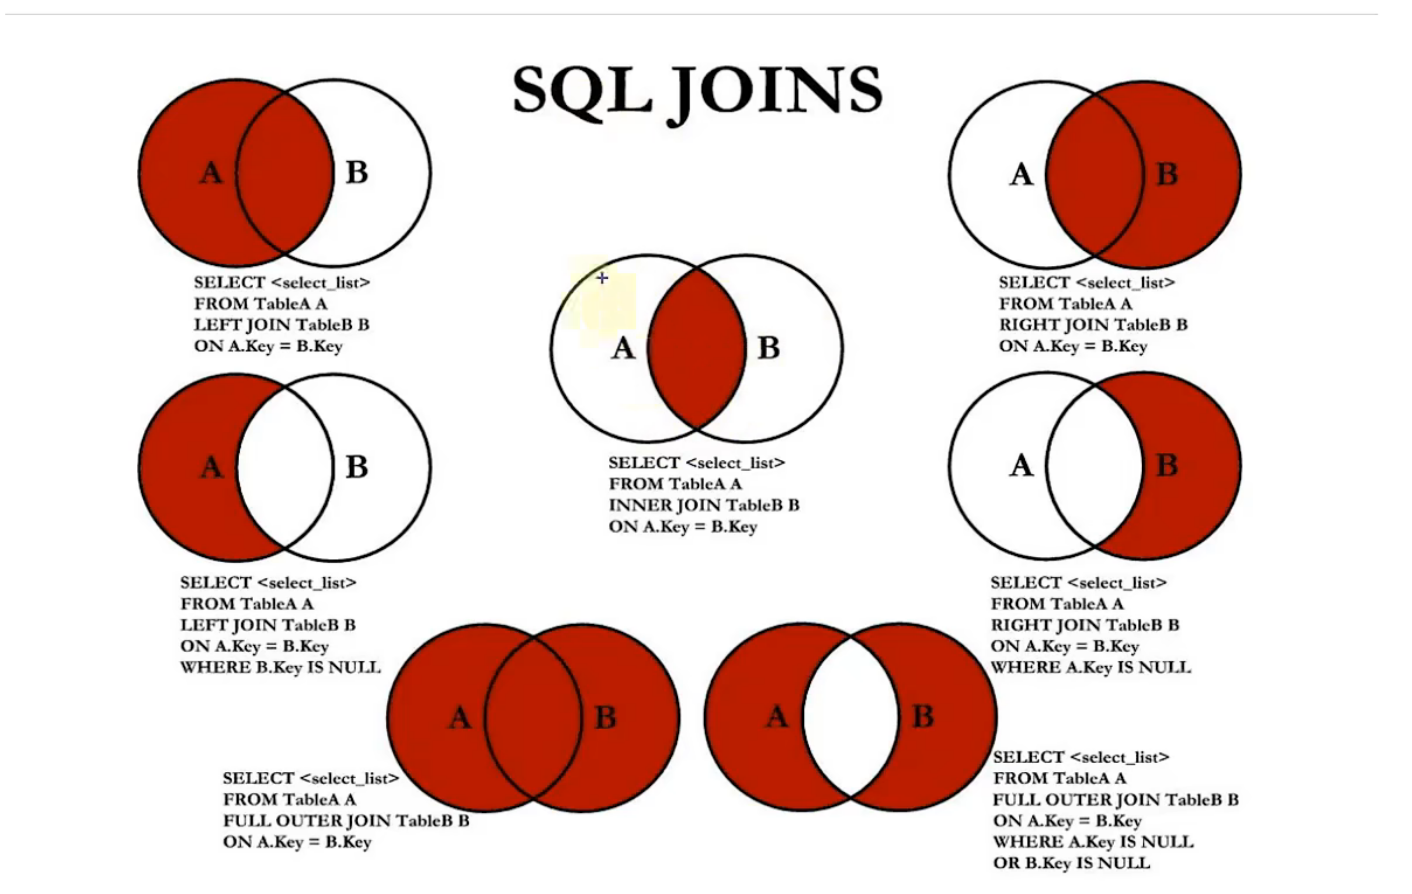 SQL JOINS
A B
SELECT <select_list>
FROM TableA A
LEFT JOIN TableB B
ON A.Key = B.Key
A B
SELECT <select_list>
FROM TableA A
RIGHT JOIN TableB B
ON A.Key = B.Key
A B
SELECT <select_list>
FROM TableA A
INNER JOIN TableB B
ON A.Key = B.Key
A B
SELECT <select_list>
FROM TableA A
LEFT JOIN TableB B
ON A.Key = B.Key
WHERE B.Key IS NULL
A B
SELECT <select_list>
FROM TableA A
RIGHT JOIN TableB B
ON A.Key = B.Key
WHERE A.Key IS NULL
A B
SELECT <select_list>
FROM TableA A
FULL OUTER JOIN TableB B
ON A.Key = B.Key
A B
SELECT <select_list>
FROM TableA A
FULL OUTER JOIN TableB B
ON A.Key = B.Key
WHERE A.Key IS NULL
OR B.Key IS NULL